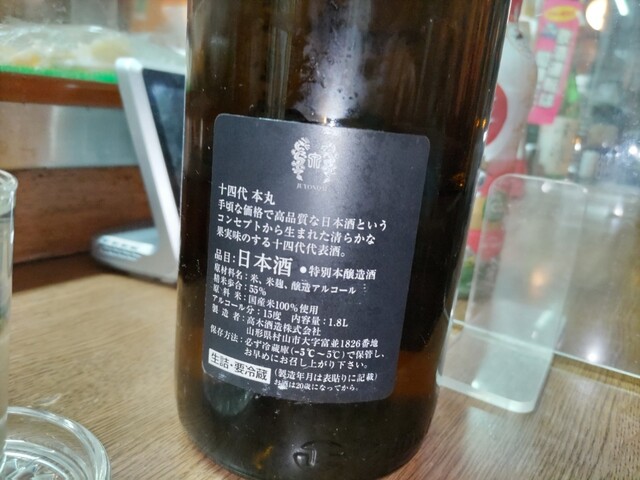 JUYONDAI
十四代 本丸
手頃な価格で高品質な日本酒という
コンセプトから生まれた清らかな
果実味のする十四代代表酒。
品目:日本酒 ●特別本醸造酒
原材料名:米、米麹、醸造アルコール
精米歩合:55%
原料米:国産米100%使用
アルコール分:15度 内容量:1.8L
製造者:高木酒造株式会社
山形県村山市大字富並1826番地
保存方法:必ず冷蔵庫(-5℃~5℃)で保管し、
お早めにお召し上がり下さい。
生詰・要冷蔵 (製造年月は表貼りに記載)
お酒は20歳になってから。